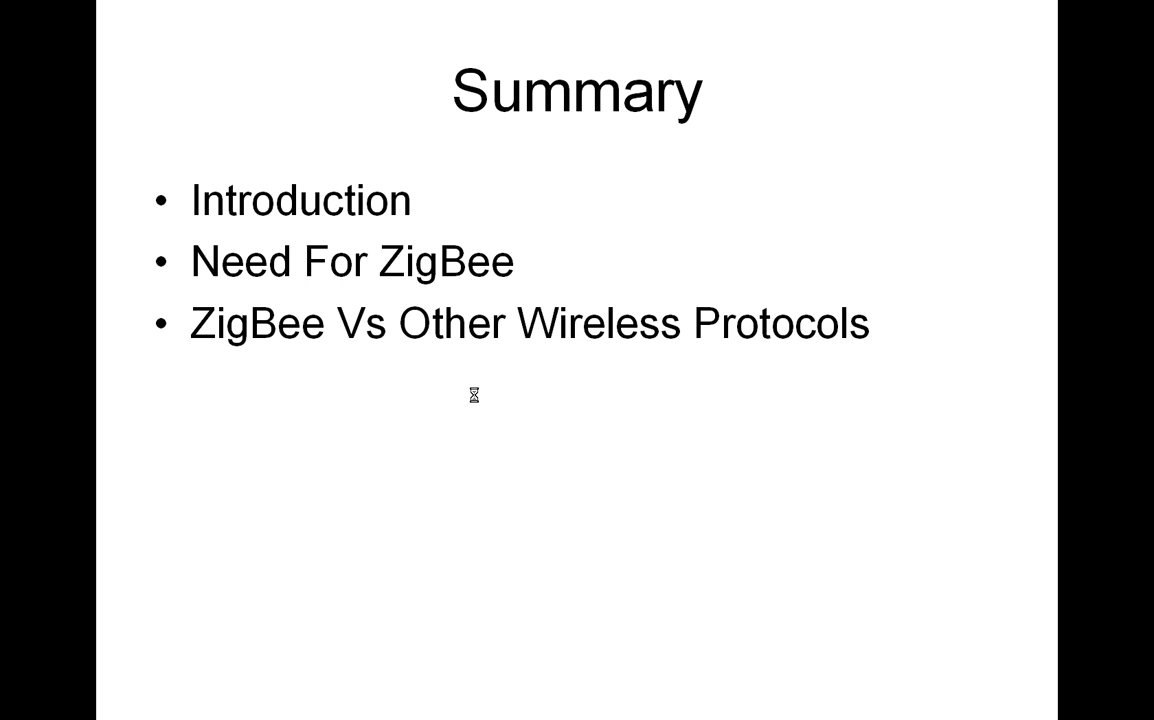 Summary
• Introduction
• Need For ZigBee
• ZigBee Vs Other Wireless Protocols